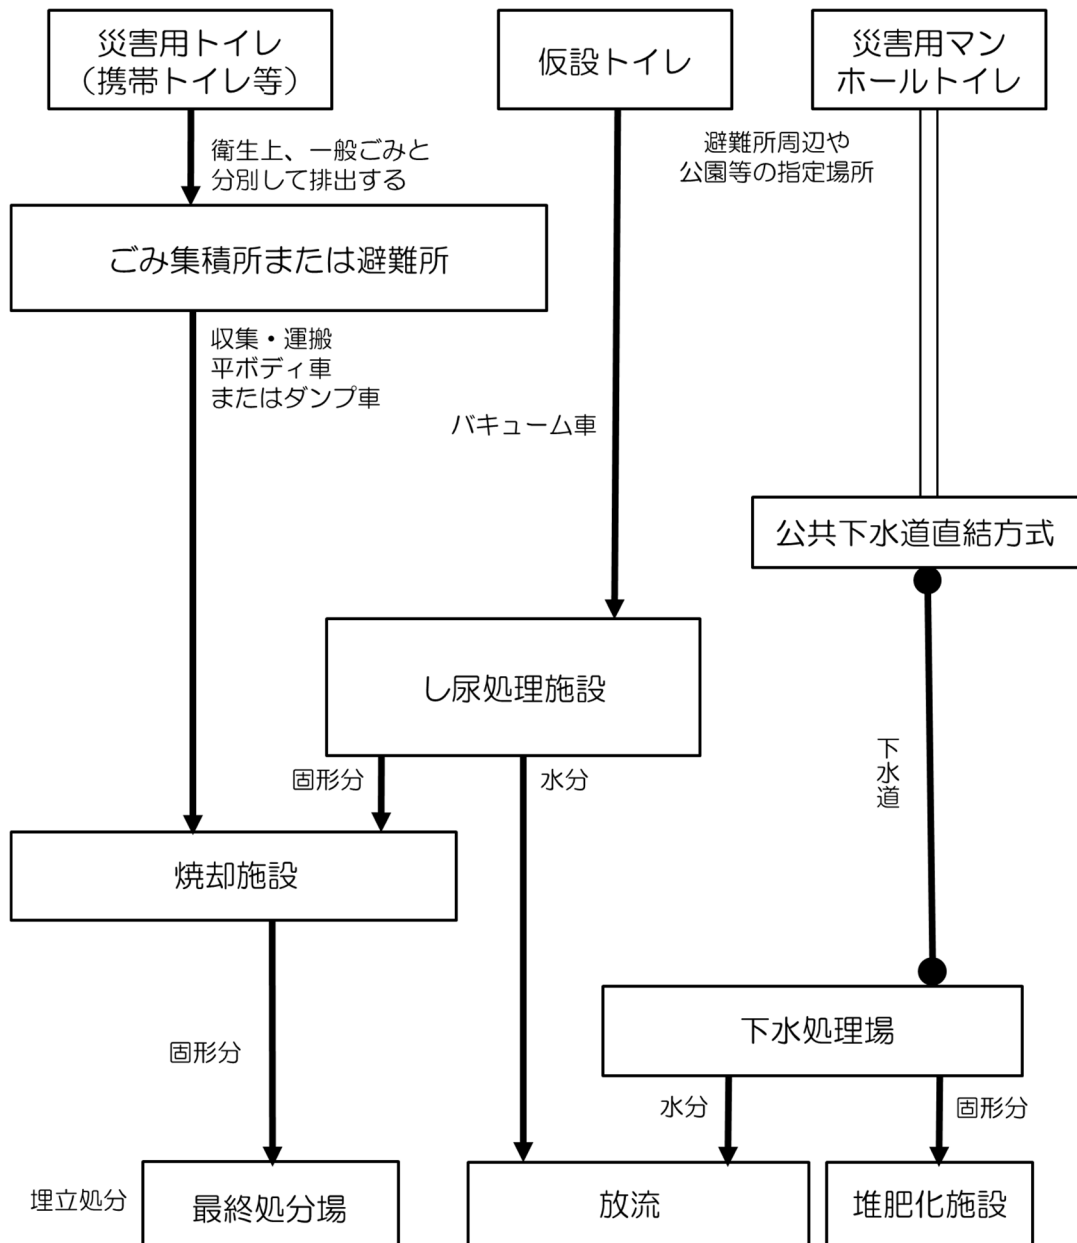 災害用トイレ
（携帯トイレ等）
仮設トイレ
災害用マン
ホールトイレ
衛生上、一般ごみと
分別して排出する
避難所周辺や
公園等の指定場所
ごみ集積所または避難所
収集・運搬
平ボディ車
またはダンプ車
バキューム車
公共下水道直結方式
し尿処理施設
固形分
水分
下水道
焼却施設
下水処理場
固形分
水分
固形分
埋立処分
最終処分場
放流
堆肥化施設